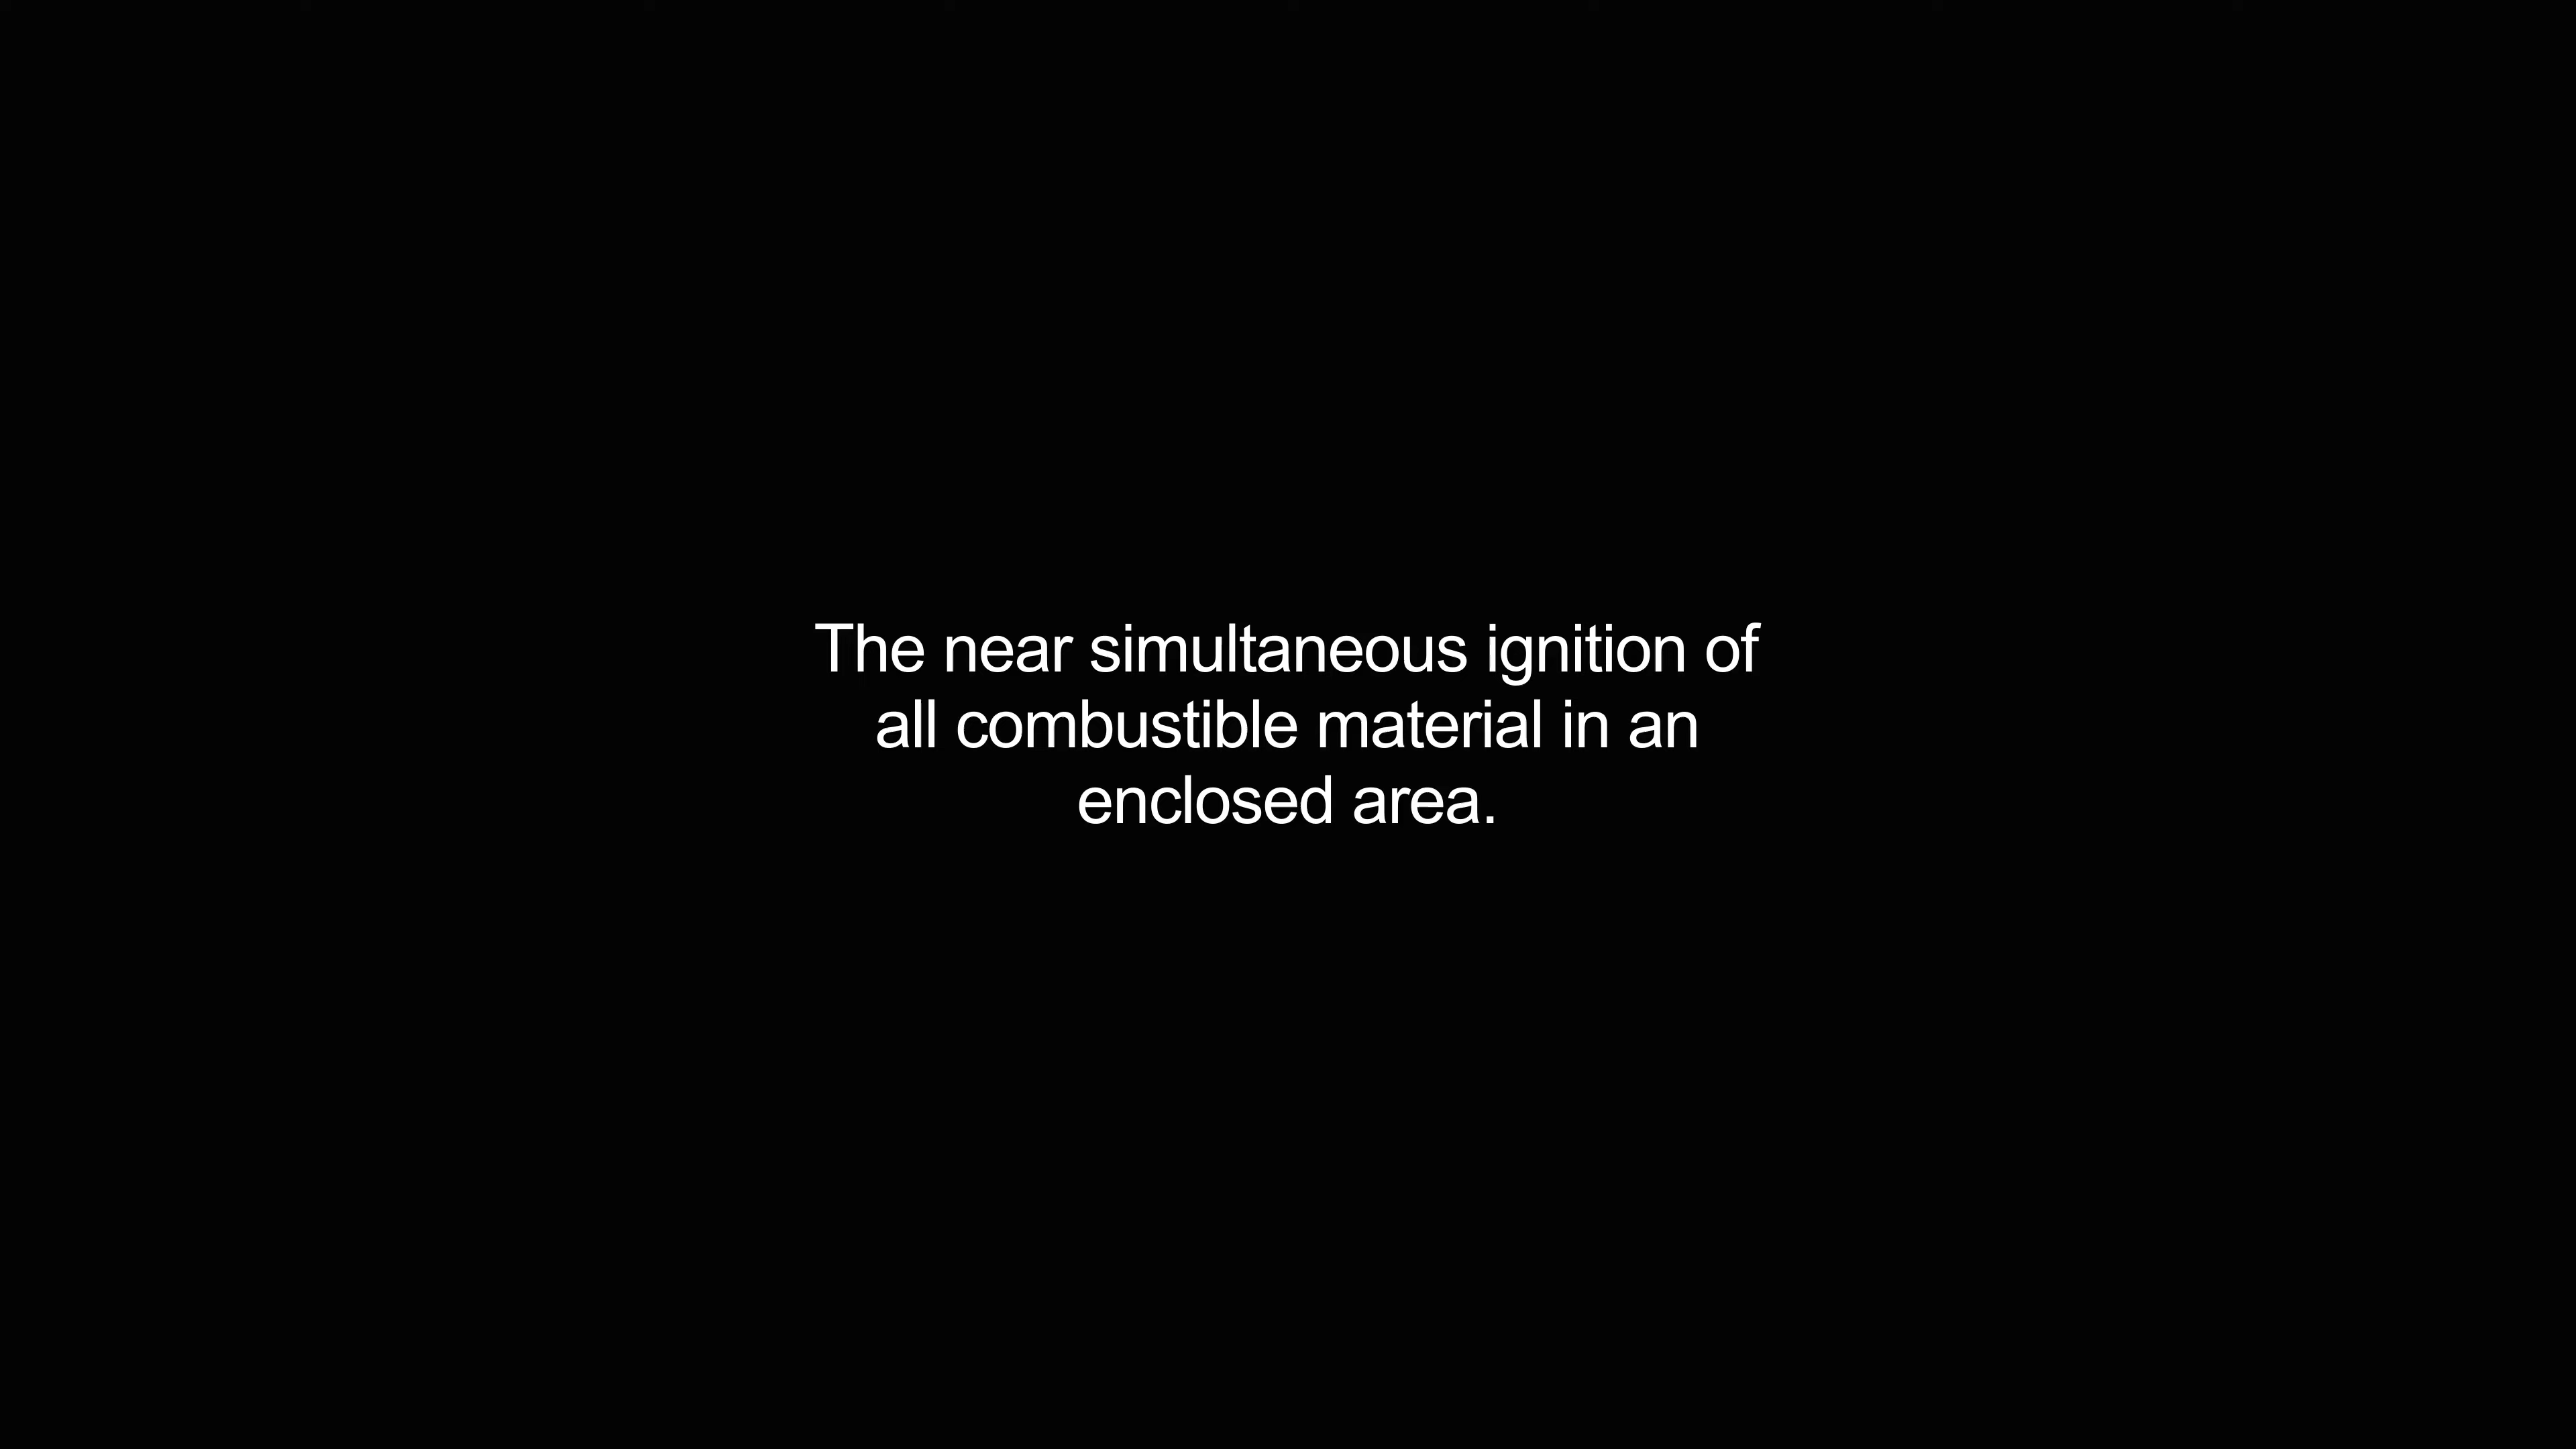 The near simultaneous ignition of
all combustible material in an
enclosed area.